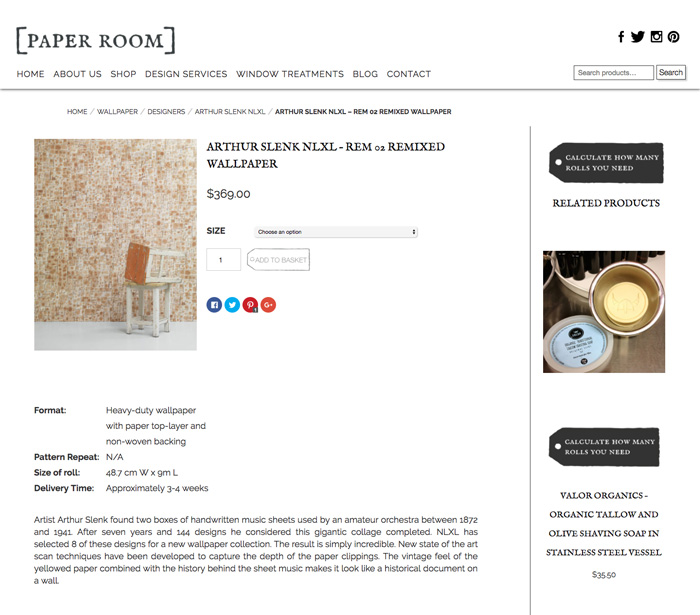 [PAPER ROOM]
HOME ABOUT US SHOP DESIGN SERVICES WINDOW TREATMENTS BLOG CONTACT
Search products...
Search
HOME / WALLPAPER / DESIGNERS / ARTHUR SLENK NLXL / ARTHUR SLENK NLXL – REM 02 REMIXED WALLPAPER
ARTHUR SLENK NLXL - REM 02 REMIXED
WALLPAPER
$369.00
SIZE
Choose an option
1
ADD TO BASKET
Format: Heavy-duty wallpaper
with paper top-layer and
non-woven backing
Pattern Repeat: N/A
Size of roll: 48.7 cm W x 9m L
Delivery Time: Approximately 3-4 weeks
Artist Arthur Slenk found two boxes of handwritten music sheets used by an amateur orchestra between 1872
and 1941. After seven years and 144 designs he considered this gigantic collage completed. NLXL has
selected 8 of these designs for a new wallpaper collection. The result is simply incredible. New state of the art
scan techniques have been developed to capture the depth of the paper clippings. The vintage feel of the
yellowed paper combined with the history behind the sheet music makes it look like a historical document on
a wall.
CALCULATE HOW MANY
ROLLS YOU NEED
RELATED PRODUCTS
CALCULATE HOW MANY
ROLLS YOU NEED
VALOR ORGANICS –
ORGANIC TALLOW AND
OLIVE SHAVING SOAP IN
STAINLESS STEEL VESSEL
$35.50